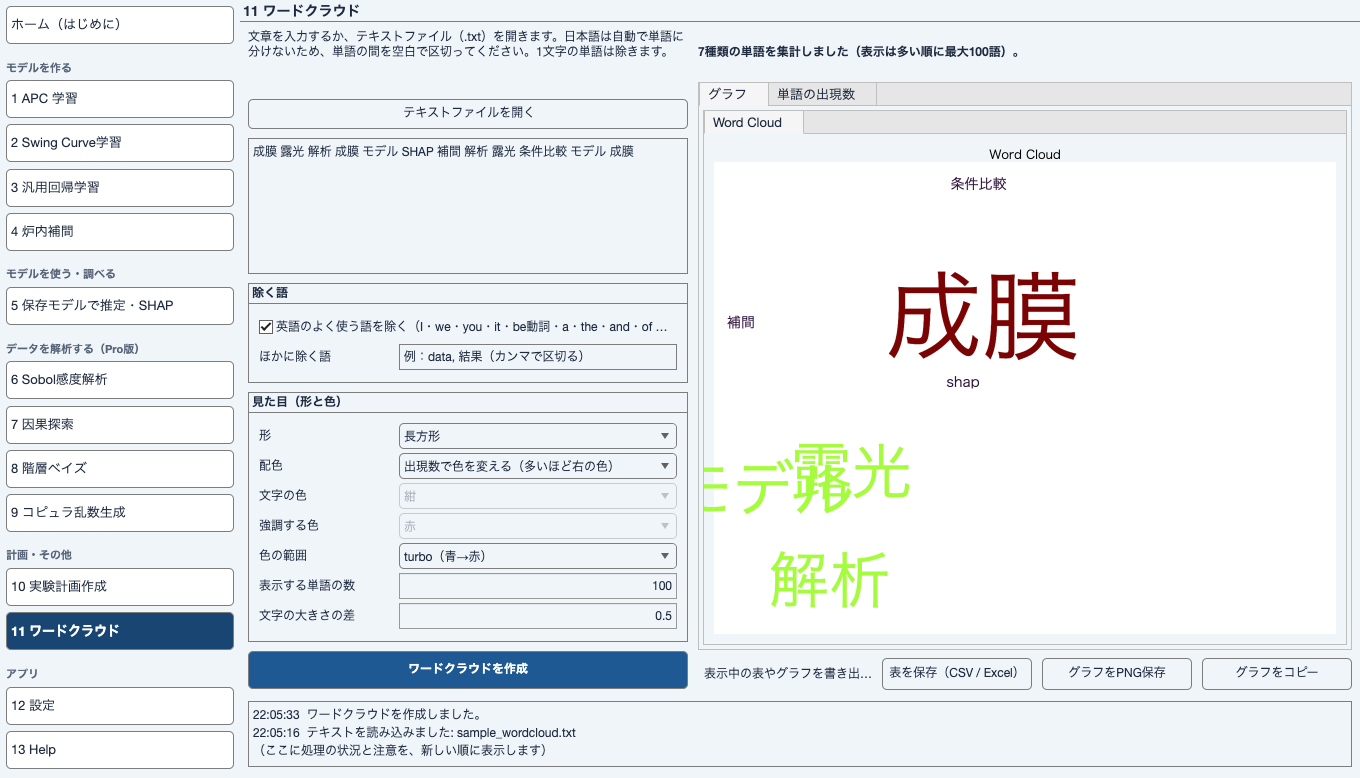 ホーム（はじめに）
モデルを作る
1 APC 学習
2 Swing Curve学習
3 汎用回帰学習
4 炉内補間
モデルを使う・調べる
5 保存モデルで推定・SHAP
データを解析する（Pro版）
6 Sobol感度解析
7 因果探索
8 階層ベイズ
9 コピュラ乱数生成
計画・その他
10 実験計画作成
11 ワードクラウド
アプリ
12 設定
13 Help
11 ワードクラウド
文章を入力するか、テキストファイル（.txt）を開きます。日本語は自動で単語に
分けないため、単語の間を空白で区切ってください。1文字の単語は除きます。
テキストファイルを開く
成膜 露光 解析 成膜 モデル SHAP 補間 解析 露光 条件比較 モデル 成膜
除く語
英語のよく使う語を除く（I・we・you・it・be動詞・a・the・and・of ...
ほかに除く語
例：data, 結果（カンマで区切る）
見た目（形と色）
形
長方形
配色
出現数で色を変える（多いほど右の色）
文字の色
紺
強調する色
赤
色の範囲
turbo（青→赤）
表示する単語の数
100
文字の大きさの差
0.5
ワードクラウドを作成
7種類の単語を集計しました（表示は多い順に最大100語）。
グラフ
単語の出現数
Word Cloud
Word Cloud
条件比較
成膜
補間
shap
露光
モデル
解析
表示中の表やグラフを書き出...
表を保存（CSV / Excel）
グラフをPNG保存
グラフをコピー
22:05:33 ワードクラウドを作成しました。
22:05:16 テキストを読み込みました: sample_wordcloud.txt
（ここに処理の状況と注意を、新しい順に表示します）